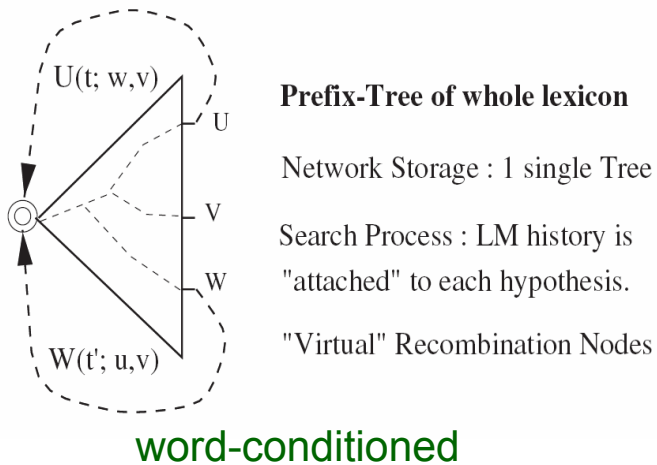 U(t; w,v)
U
V
W
W(t'; u,v)
Prefix-Tree of whole lexicon
Network Storage : 1 single Tree
Search Process : LM history is
"attached" to each hypothesis.
"Virtual" Recombination Nodes
word-conditioned